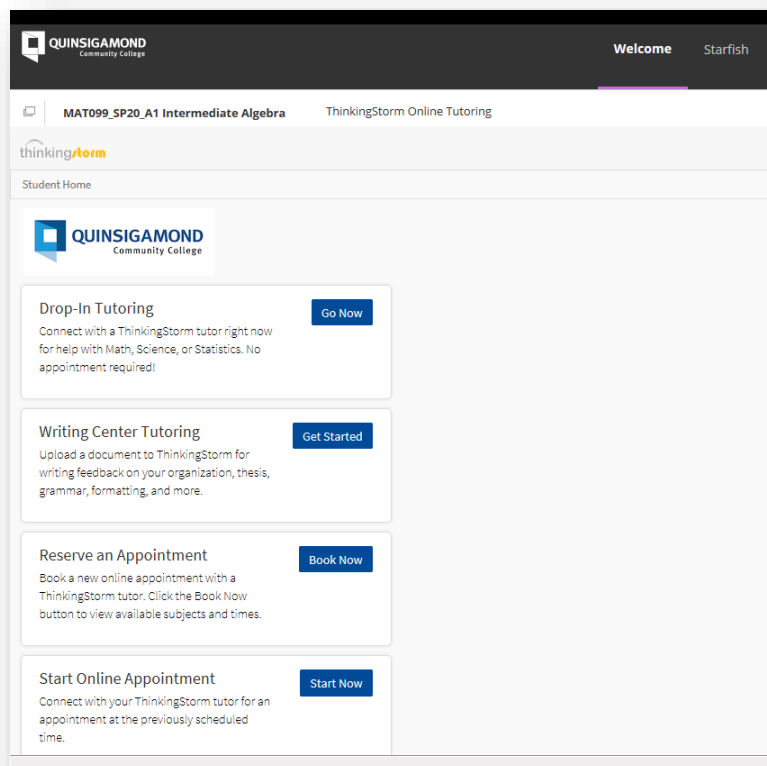 QUINSIGAMOND
Community College
Welcome
Starfish
MAT099_SP20_A1 Intermediate Algebra
ThinkingStorm Online Tutoring
thinkingstorm
Student Home
QUINSIGAMOND
Community College
Drop-In Tutoring
Go Now
Connect with a ThinkingStorm tutor right now
for help with Math, Science, or Statistics. No
appointment required!
Writing Center Tutoring
Get Started
Upload a document to ThinkingStorm for
writing feedback on your organization, thesis,
grammar, formatting, and more.
Reserve an Appointment
Book Now
Book a new online appointment with a
ThinkingStorm tutor. Click the Book Now
button to view available subjects and times.
Start Online Appointment
Start Now
Connect with your ThinkingStorm tutor for an
appointment at the previously scheduled
time.